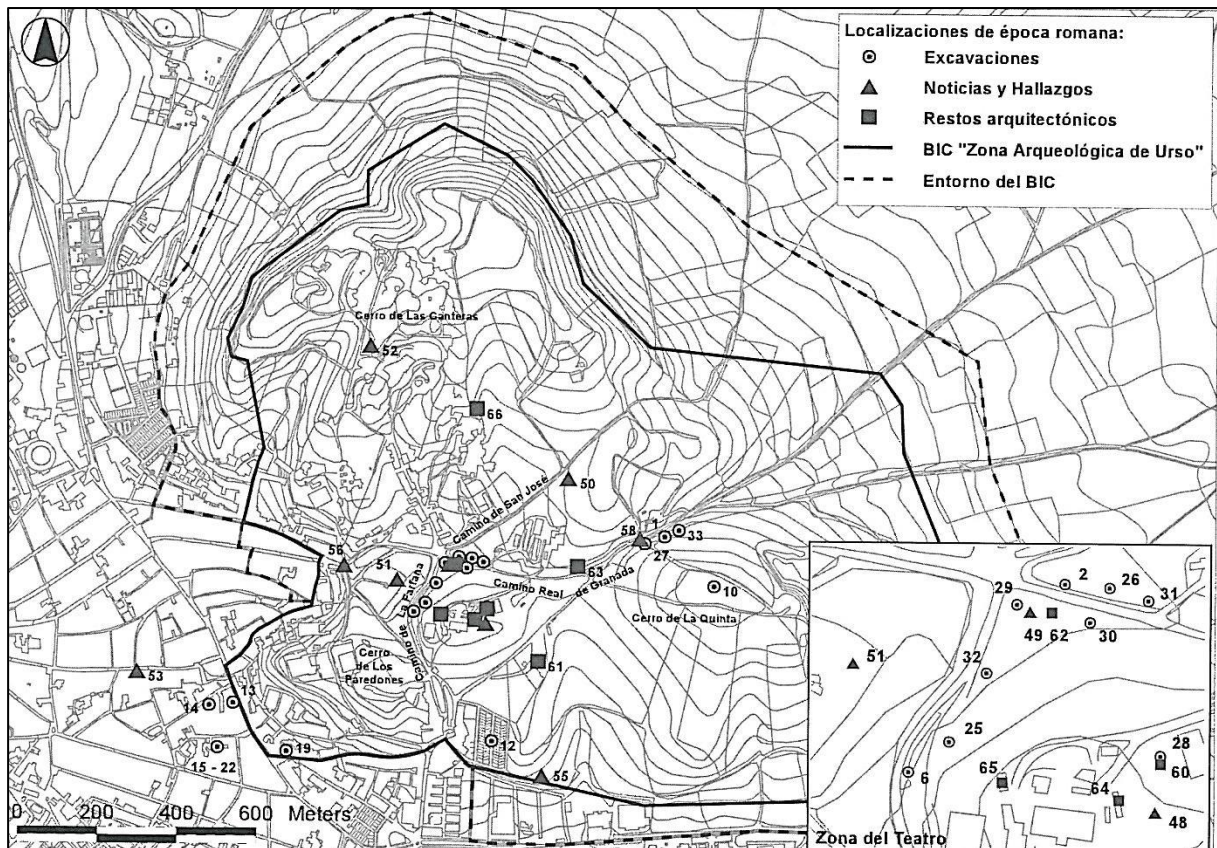 Localizaciones de época romana:
Excavaciones
Noticias y Hallazgos
Restos arquitectónicos
BIC "Zona Arqueológica de Urso"
Entorno del BIC
Cerro de Las Canteras
52
66
50
Camino de San José
58
1
33
27
56
51
63
Camino Real de Granada
10
Cerro de La Quinta
Camino de La Farfana
Cerro
de Los
Paredones
61
53
14
13
15 - 22
19
12
55
00 200 400 600 Meters
2
26
31
29
49
62
30
51
32
25
6
65
64
28
60
48
Zona del Teatro